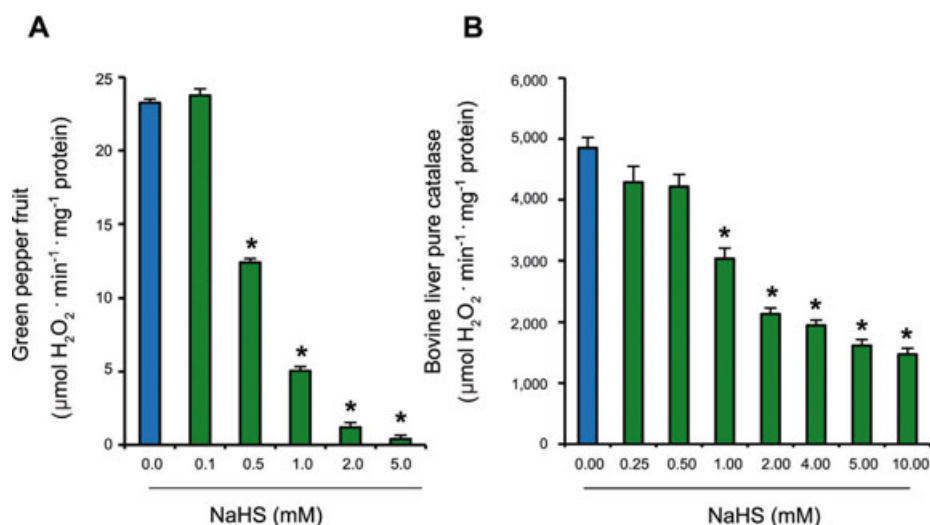 A
Green pepper fruit
(µmol H₂O₂ · min⁻¹ · mg⁻¹ protein)
25
20
15
10
5
0
*
*
*
*
0.0 0.1 0.5 1.0 2.0 5.0
NaHS (mM)
B
Bovine liver pure catalase
(µmol H₂O₂ · min⁻¹ · mg⁻¹ protein)
6,000
5,000
4,000
3,000
2,000
1,000
0
*
*
*
*
*
0.00 0.25 0.50 1.00 2.00 4.00 5.00 10.00
NaHS (mM)